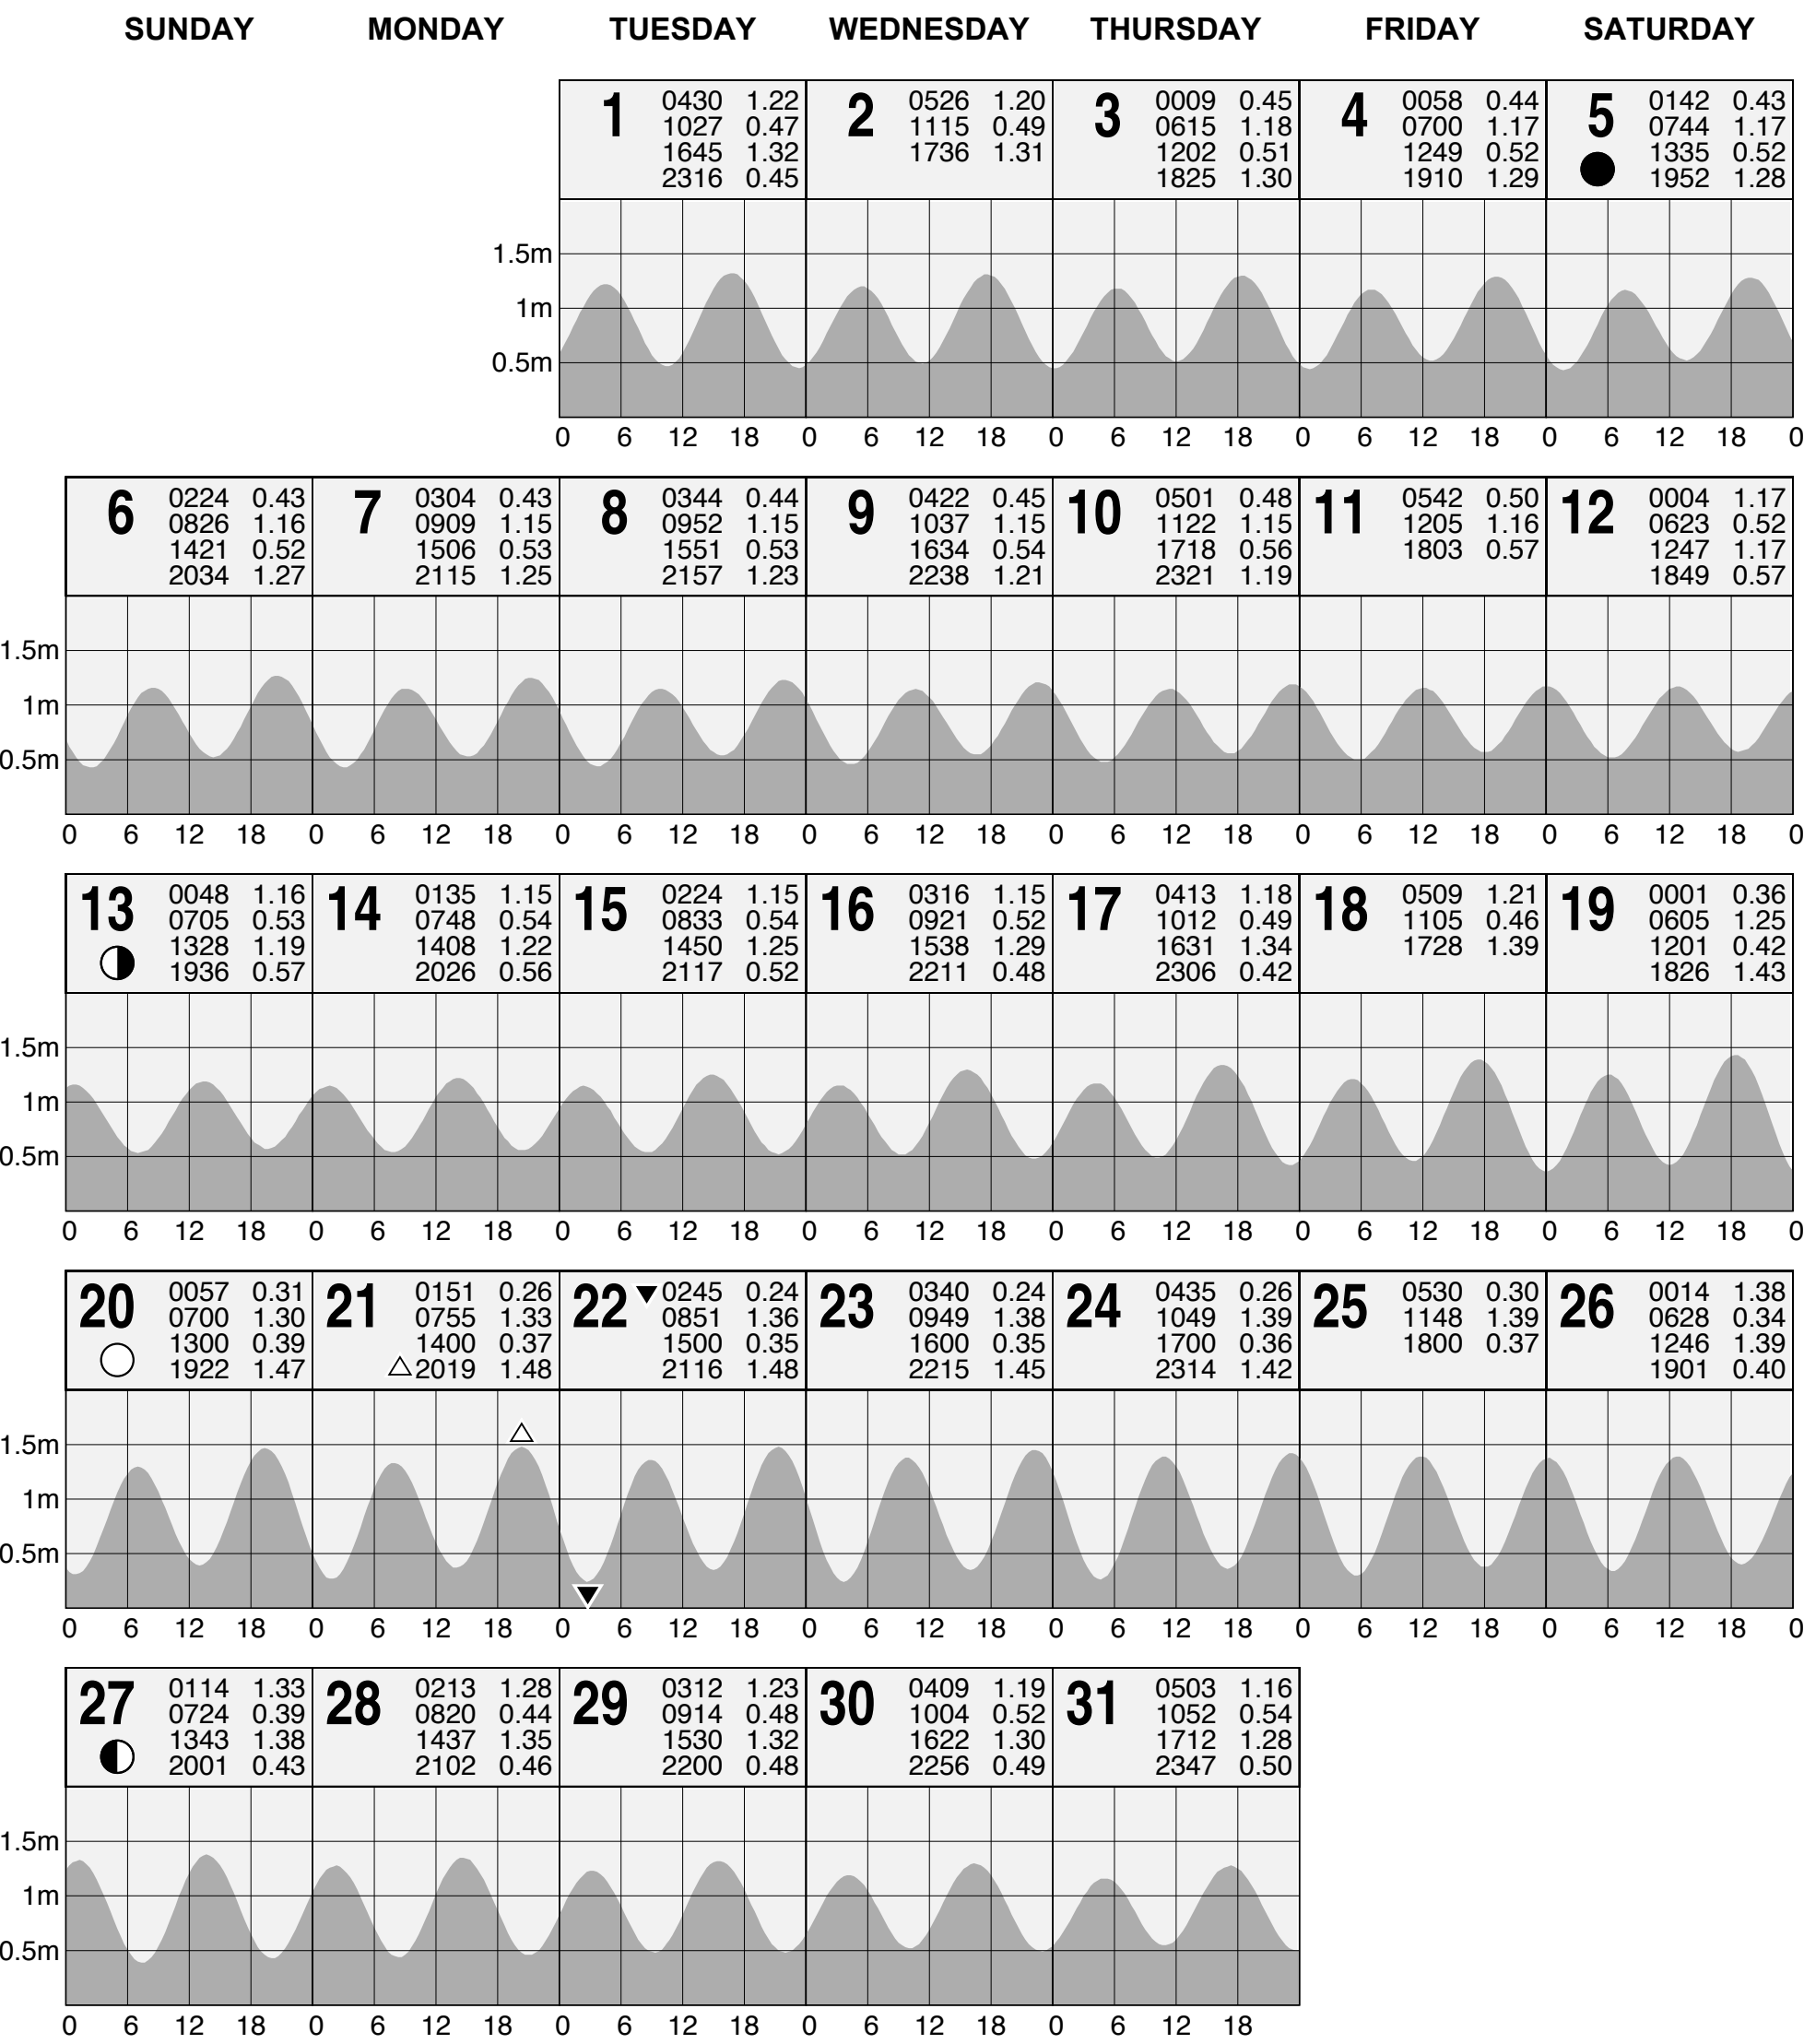 SUNDAY MONDAY TUESDAY WEDNESDAY THURSDAY FRIDAY SATURDAY
1 0430 1.22 2 0526 1.20 3 0009 0.45 4 0058 0.44 5 0142 0.43
1027 0.47 1115 0.49 0615 1.18 0700 1.17 0744 1.17
1645 1.32 1736 1.31 1202 0.51 1249 0.52 1335 0.52
2316 0.45 1825 1.30 1910 1.29 1952 1.28
1.5m
1m
0.5m
0 6 12 18 0 6 12 18 0 6 12 18 0 6 12 18 0 6 12 18 0
6 0224 0.43 7 0304 0.43 8 0344 0.44 9 0422 0.45 10 0501 0.48 11 0542 0.50 12 0004 1.17
0826 1.16 0909 1.15 0952 1.15 1037 1.15 1122 1.15 1205 1.16 0623 0.52
1421 0.52 1506 0.53 1551 0.53 1634 0.54 1718 0.56 1803 0.57 1247 1.17
2034 1.27 2115 1.25 2157 1.23 2238 1.21 2321 1.19 1849 0.57
1.5m
1m
0.5m
0 6 12 18 0 6 12 18 0 6 12 18 0 6 12 18 0 6 12 18 0 6 12 18 0 6 12 18 0
13 0048 1.16 14 0135 1.15 15 0224 1.15 16 0316 1.15 17 0413 1.18 18 0509 1.21 19 0001 0.36
0705 0.53 0748 0.54 0833 0.54 0921 0.52 1012 0.49 1105 0.46 0605 1.25
1328 1.19 1408 1.22 1450 1.25 1538 1.29 1631 1.34 1728 1.39 1201 0.42
1936 0.57 2026 0.56 2117 0.52 2211 0.48 2306 0.42 1826 1.43
1.5m
1m
0.5m
0 6 12 18 0 6 12 18 0 6 12 18 0 6 12 18 0 6 12 18 0 6 12 18 0 6 12 18 0
20 0057 0.31 21 0151 0.26 22 0245 0.24 23 0340 0.24 24 0435 0.26 25 0530 0.30 26 0014 1.38
0700 1.30 0755 1.33 0851 1.36 0949 1.38 1049 1.39 1148 1.39 0628 0.34
1300 0.39 1400 0.37 1500 0.35 1600 0.35 1700 0.36 1800 0.37 1246 1.39
1922 1.47 2019 1.48 2116 1.48 2215 1.45 2314 1.42 1901 0.40
1.5m
1m
0.5m
0 6 12 18 0 6 12 18 0 6 12 18 0 6 12 18 0 6 12 18 0 6 12 18 0 6 12 18 0
27 0114 1.33 28 0213 1.28 29 0312 1.23 30 0409 1.19 31 0503 1.16
0724 0.39 0820 0.44 0914 0.48 1004 0.52 1052 0.54
1343 1.38 1437 1.35 1530 1.32 1622 1.30 1712 1.28
2001 0.43 2102 0.46 2200 0.48 2256 0.49 2347 0.50
1.5m
1m
0.5m
0 6 12 18 0 6 12 18 0 6 12 18 0 6 12 18 0 6 12 18